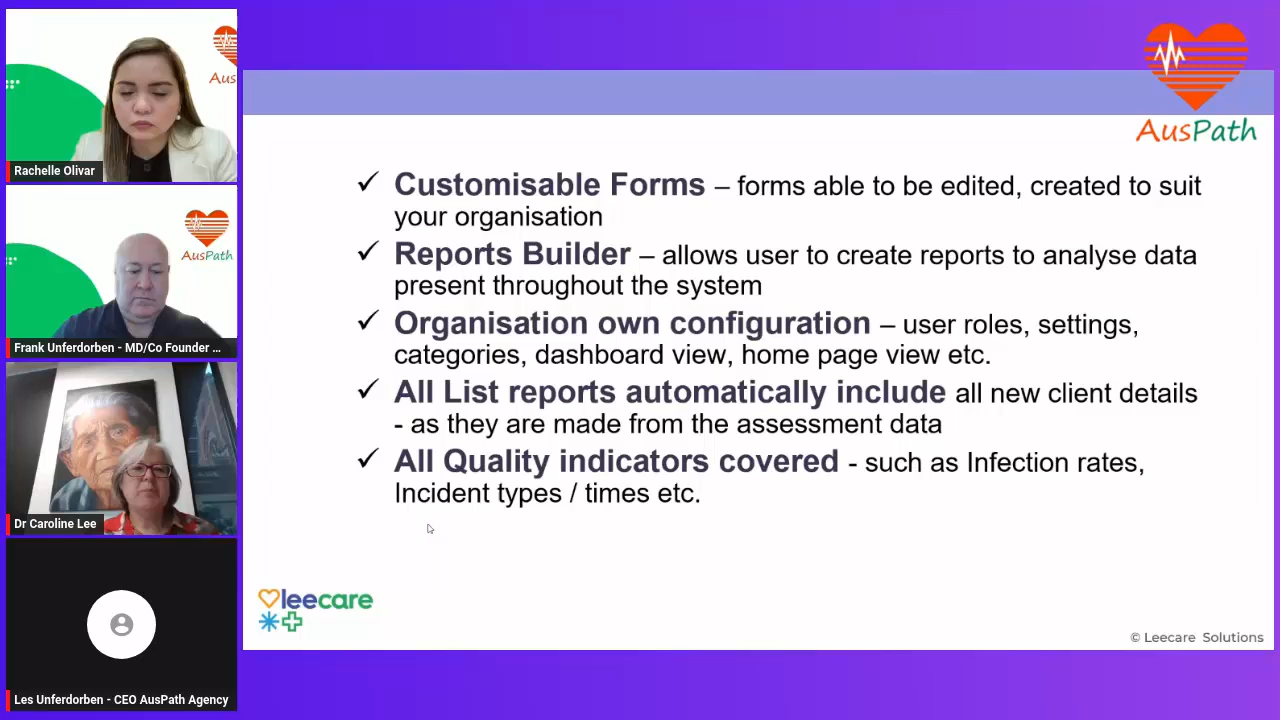 Aus
Rachelle Olivar
AusPath
Frank Unferdorben - MD/Co Founder ...
Dr Caroline Lee
Les Unferdorben - CEO AusPath Agency
AusPath
✓ Customisable Forms – forms able to be edited, created to suit
your organisation
✓ Reports Builder – allows user to create reports to analyse data
present throughout the system
✓ Organisation own configuration – user roles, settings,
categories, dashboard view, home page view etc.
✓ All List reports automatically include all new client details
- as they are made from the assessment data
✓ All Quality indicators covered - such as Infection rates,
Incident types / times etc.
leecare
© Leecare Solutions